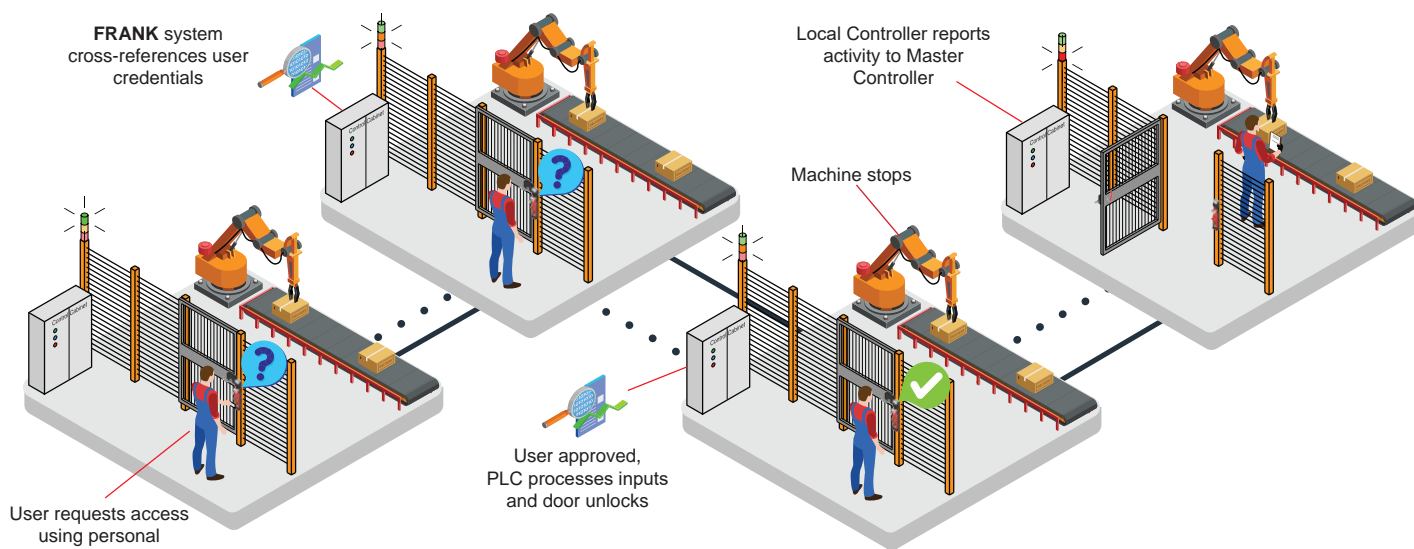 FRANK system
cross-references user
credentials
Control Cabinet
Local Controller reports
activity to Master
Controller
Control Cabinet
Machine stops
Control Cabinet
Control Cabinet
User approved,
PLC processes inputs
and door unlocks
User requests access
using personal